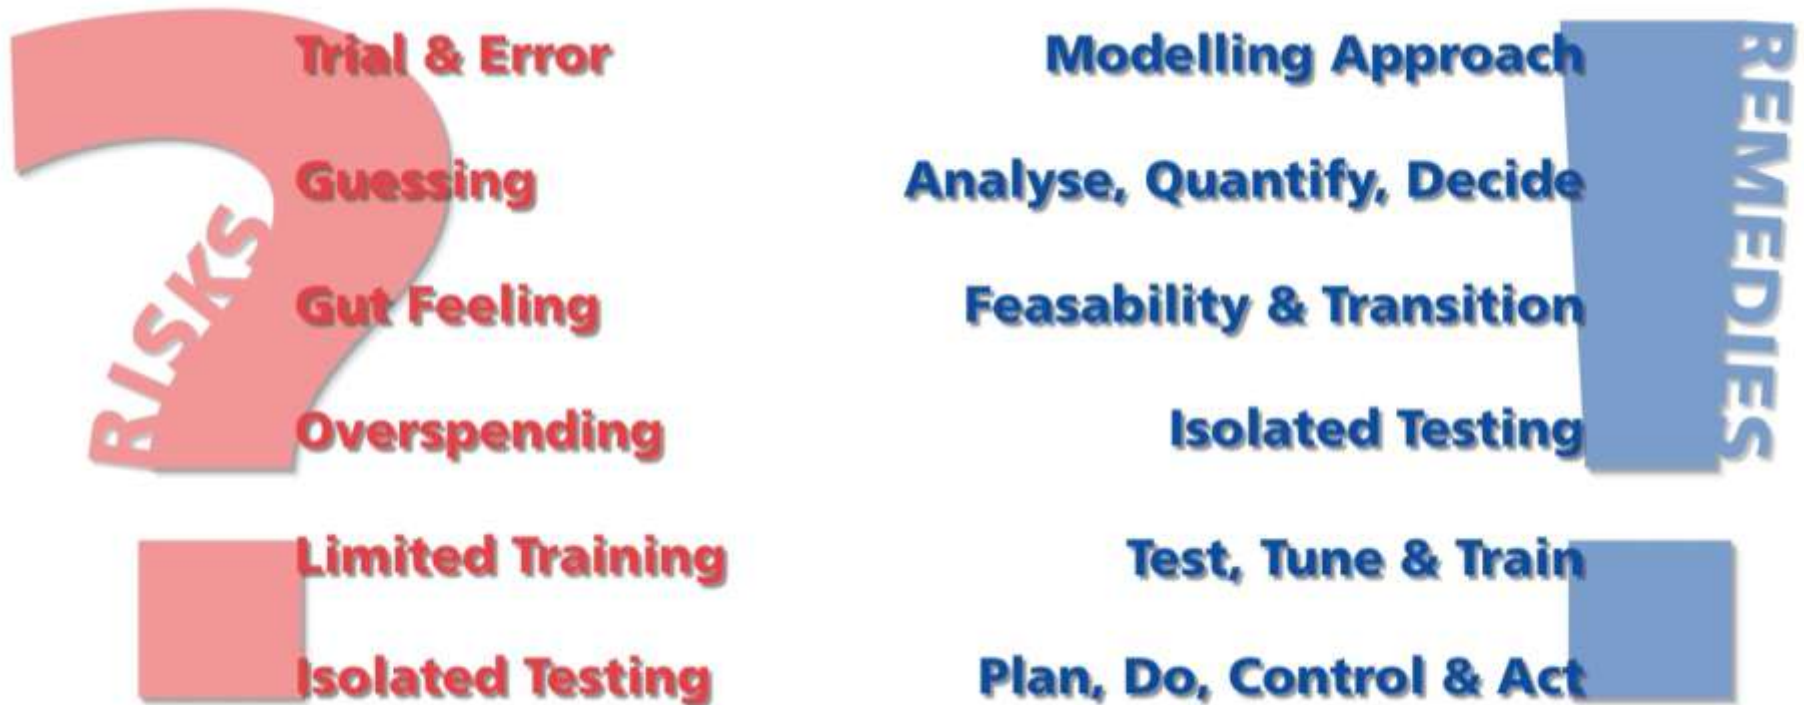 RISKS
Trial & Error
Guessing
Gut Feeling
Overspending
Limited Training
Isolated Testing
REMEDIES
Modelling Approach
Analyse, Quantify, Decide
Feasability & Transition
Isolated Testing
Test, Tune & Train
Plan, Do, Control & Act